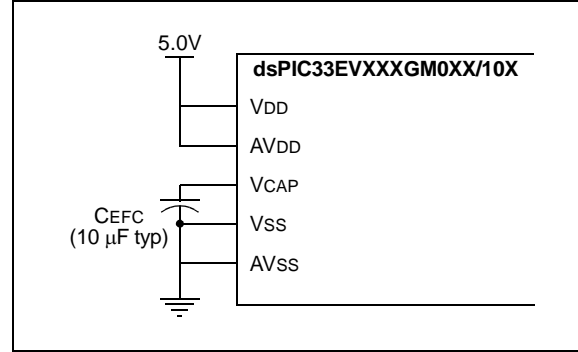 5.0V
dsPIC33EVXXXGM0XX/10X
VDD
AVDD
VCAP
CEFC
(10 μF typ)
VSS
AVSS